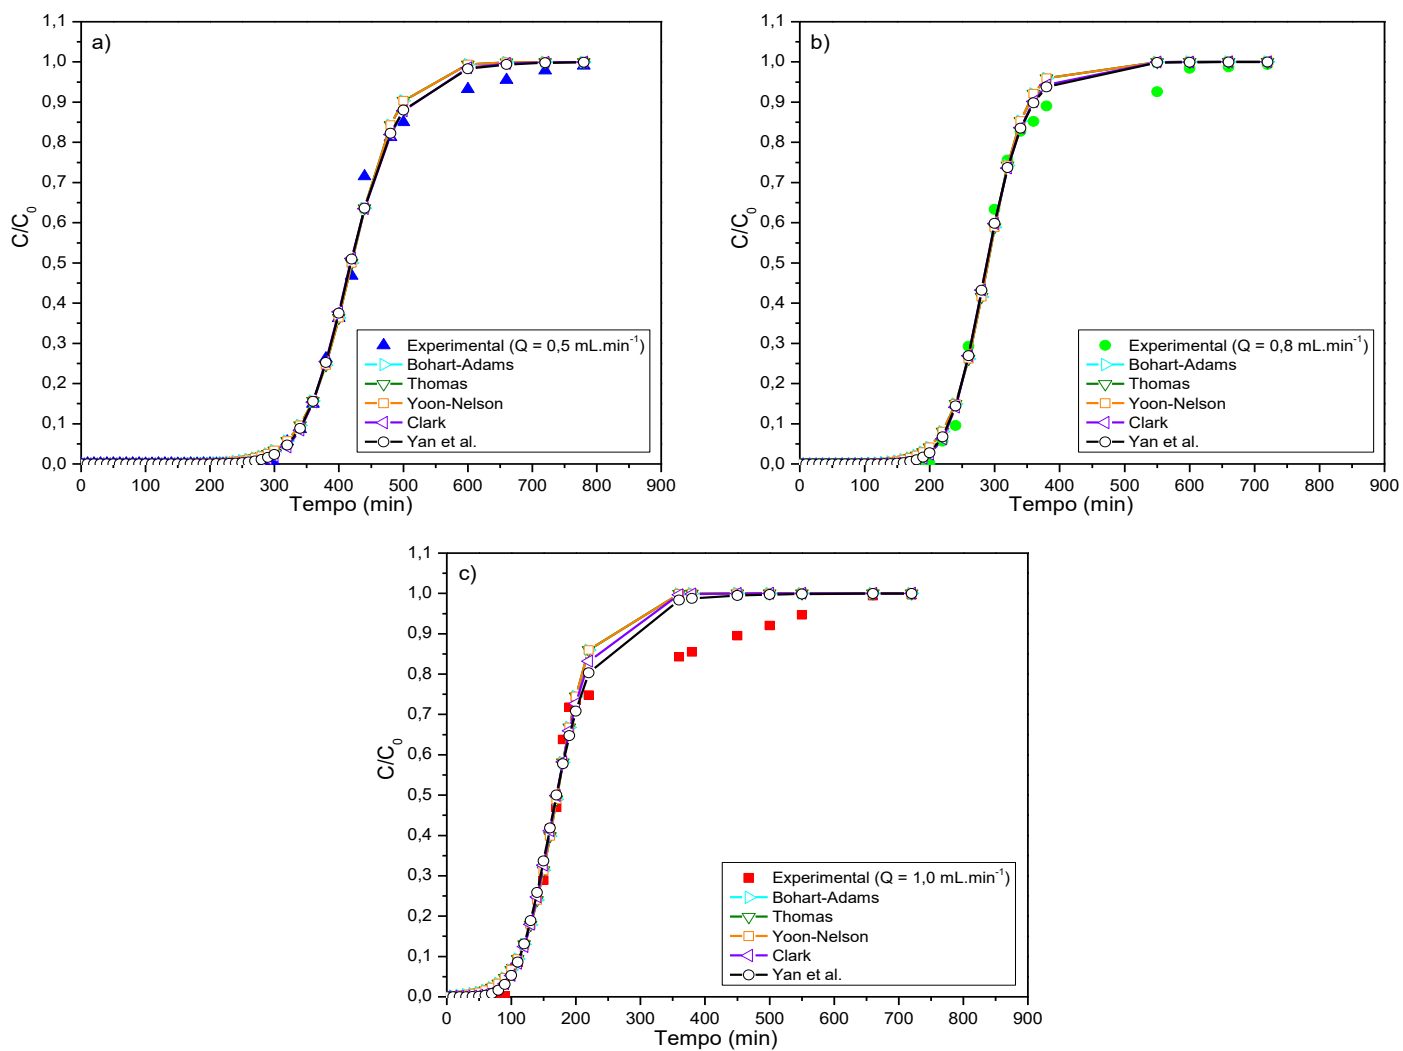 a)
C/C₀
1,1
1,0
0,9
0,8
0,7
0,6
0,5
0,4
0,3
0,2
0,1
0,0
Experimental (Q = 0,5 mL.min⁻¹)
Bohart-Adams
Thomas
Yoon-Nelson
Clark
Yan et al.
0 100 200 300 400 500 600 700 800 900
Tempo (min)
b)
C/C₀
1,1
1,0
0,9
0,8
0,7
0,6
0,5
0,4
0,3
0,2
0,1
0,0
Experimental (Q = 0,8 mL.min⁻¹)
Bohart-Adams
Thomas
Yoon-Nelson
Clark
Yan et al.
0 100 200 300 400 500 600 700 800 900
Tempo (min)
c)
C/C₀
1,1
1,0
0,9
0,8
0,7
0,6
0,5
0,4
0,3
0,2
0,1
0,0
Experimental (Q = 1,0 mL.min⁻¹)
Bohart-Adams
Thomas
Yoon-Nelson
Clark
Yan et al.
0 100 200 300 400 500 600 700 800 900
Tempo (min)